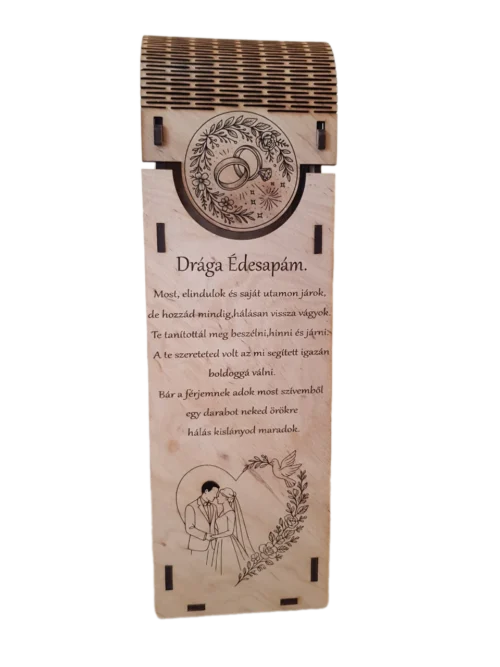 Drága Édesapám.
Most, elindulok és saját utamon járok,
de hozzád mindig,hálásan vissza vágyok.
Te tanítottál meg beszélni,hinni és járni.
A te szereteted volt az mi segített igazán
boldoggá válni.
Bár a férjemnek adok most szívemből
egy darabot neked örökre
hálás kislányod maradok.